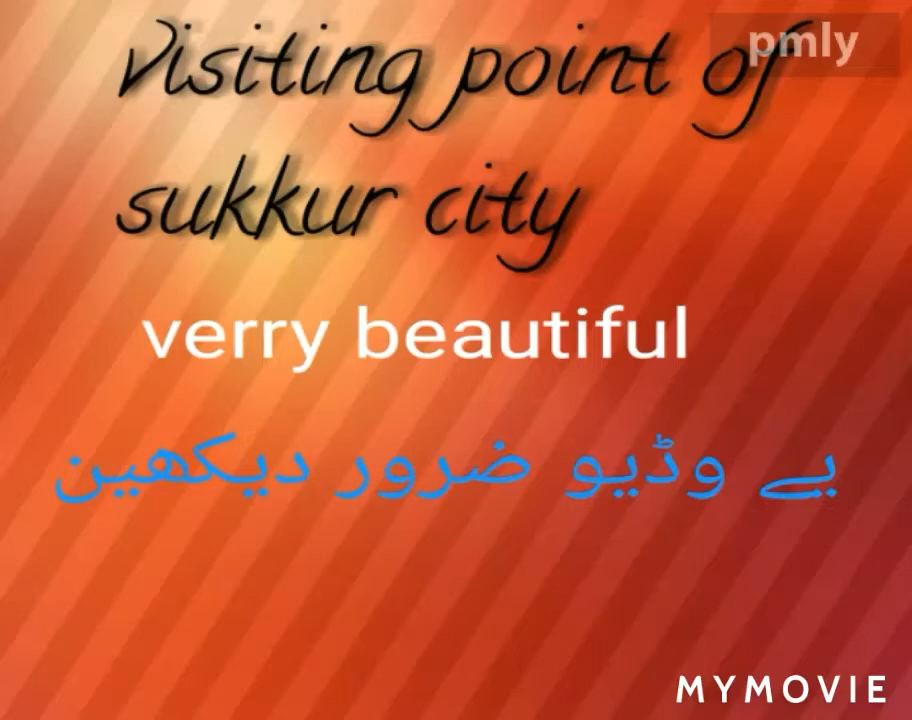 Visiting point of
pmly
sukkur city
verry beautiful
یے وڈیو ضرور دیکھین
MYMOVIE